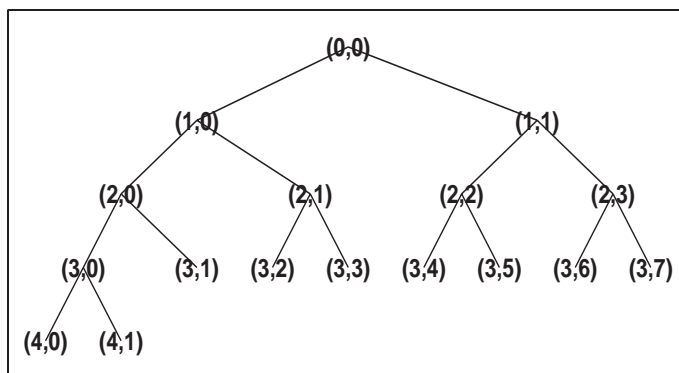 (0,0)
(1,0) (1,1)
(2,0) (2,1) (2,2) (2,3)
(3,0) (3,1) (3,2) (3,3) (3,4) (3,5) (3,6) (3,7)
(4,0) (4,1)